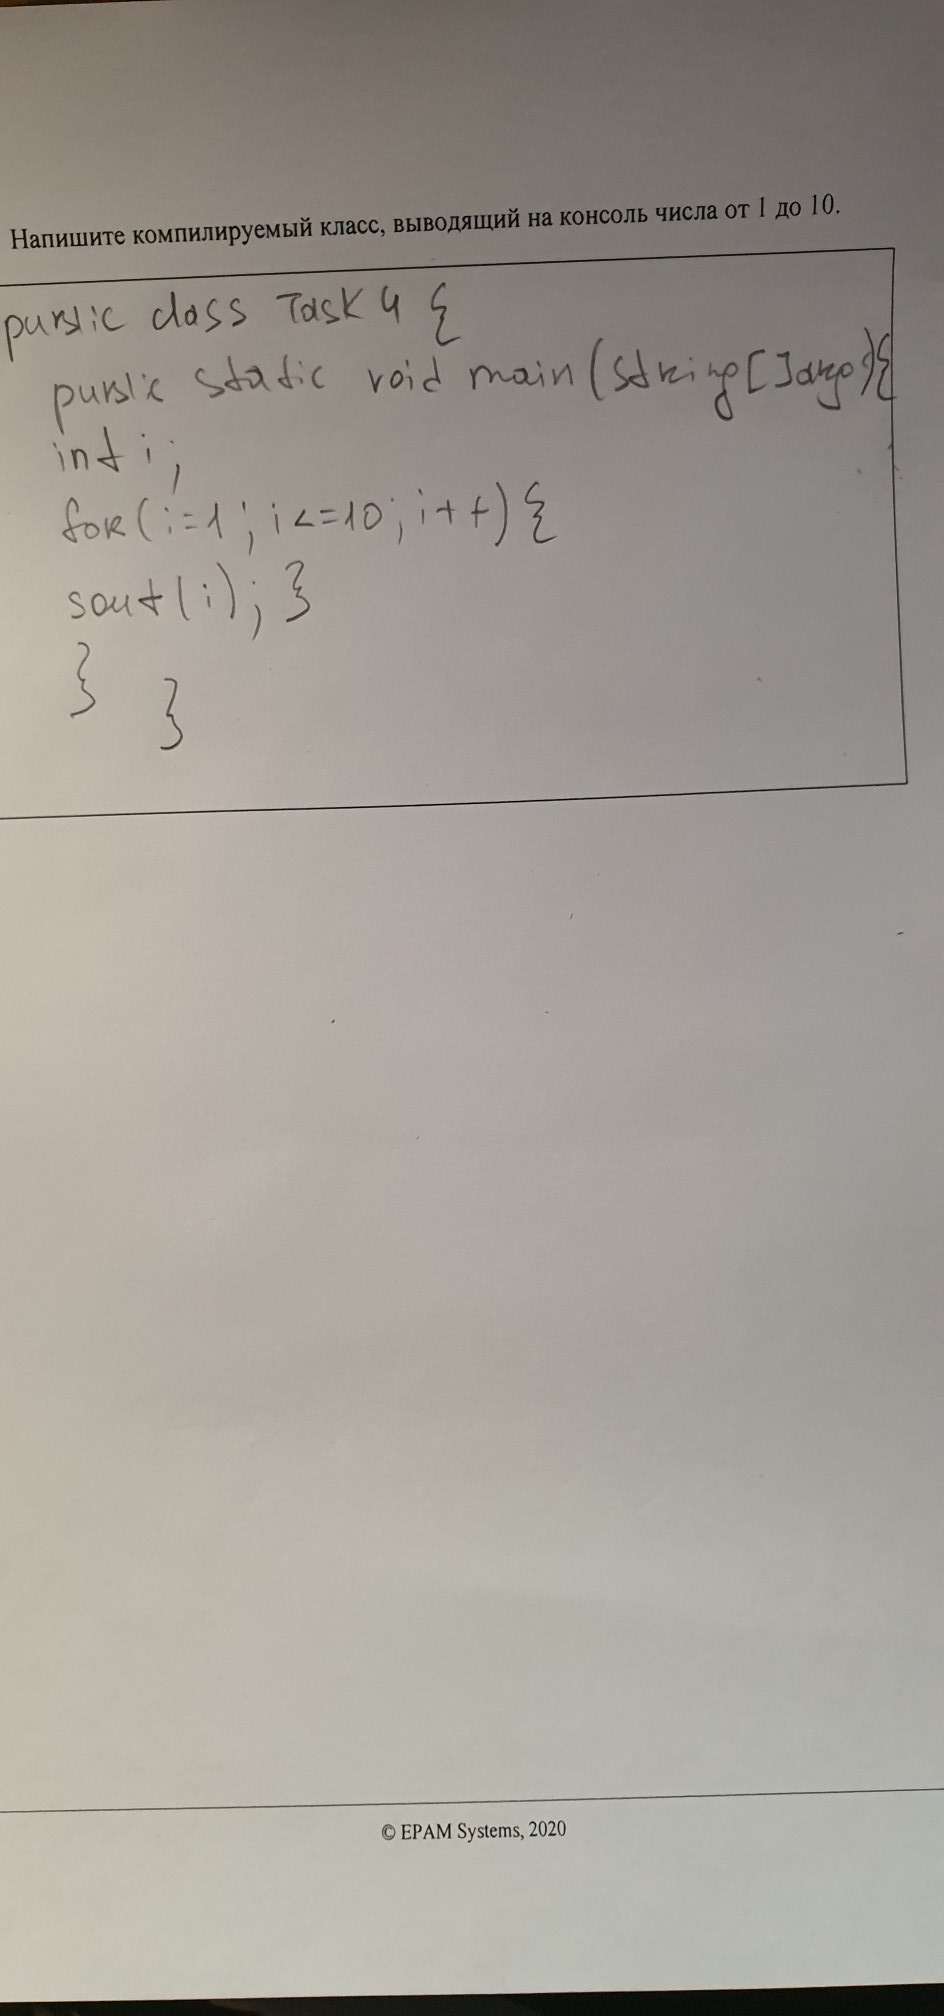 Напишите компилируемый класс, выводящий на консоль числа от 1 до 10.
public class Task 4 {
public static void main (String[] args) {
int i ;
for (i=1 ; i <=10 ; i++) {
sout (i) ; }
}
}
© EPAM Systems, 2020